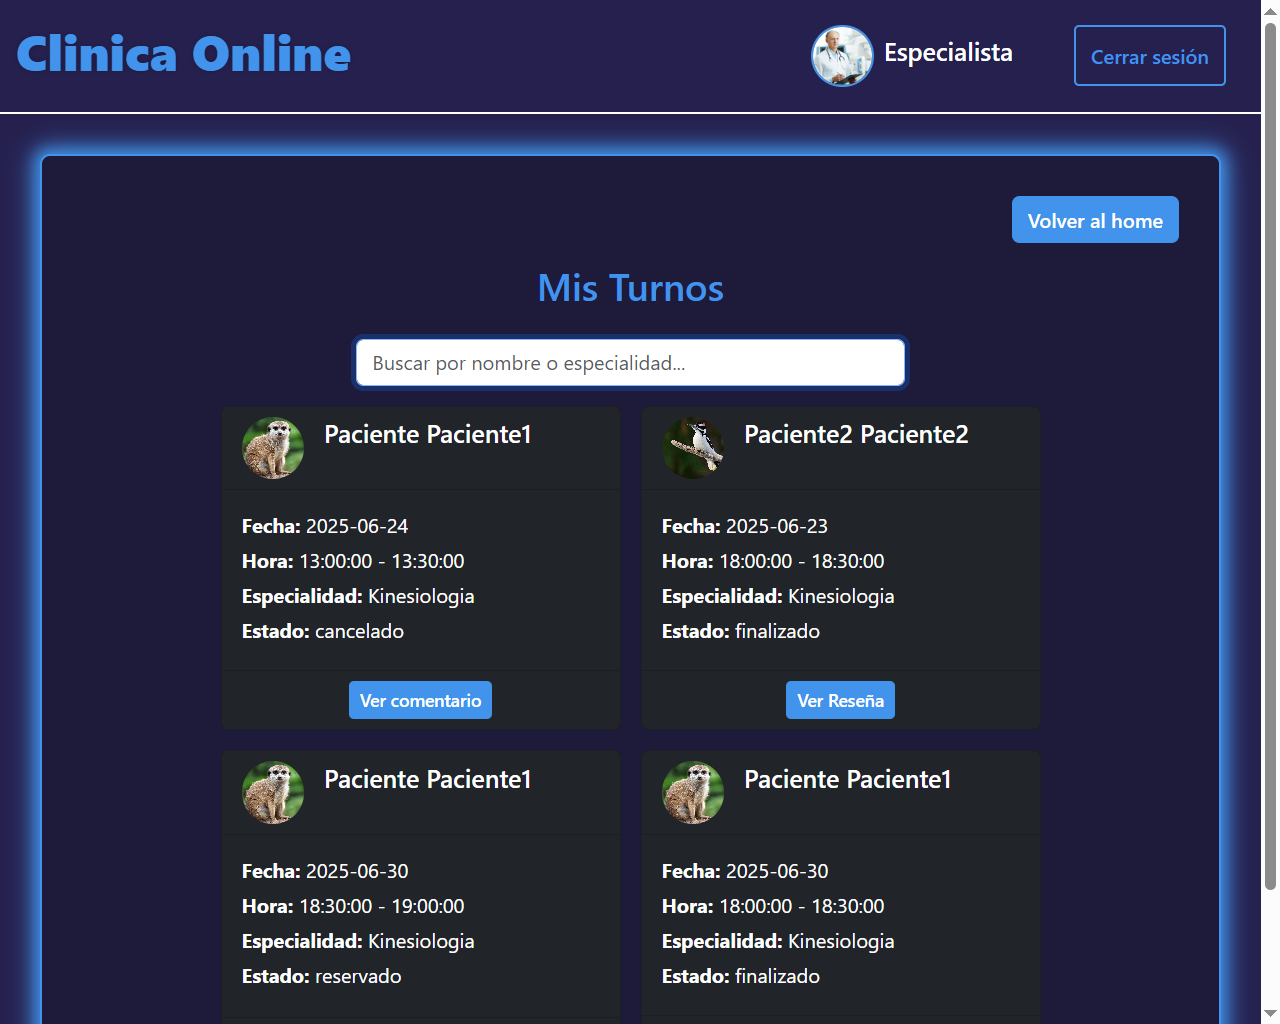 Clinica Online
Especialista
Cerrar sesión
Volver al home
Mis Turnos
Buscar por nombre o especialidad...
Paciente Paciente1
Fecha: 2025-06-24
Hora: 13:00:00 - 13:30:00
Especialidad: Kinesiologia
Estado: cancelado
Ver comentario
Paciente2 Paciente2
Fecha: 2025-06-23
Hora: 18:00:00 - 18:30:00
Especialidad: Kinesiologia
Estado: finalizado
Ver Reseña
Paciente Paciente1
Fecha: 2025-06-30
Hora: 18:30:00 - 19:00:00
Especialidad: Kinesiologia
Estado: reservado
Paciente Paciente1
Fecha: 2025-06-30
Hora: 18:00:00 - 18:30:00
Especialidad: Kinesiologia
Estado: finalizado